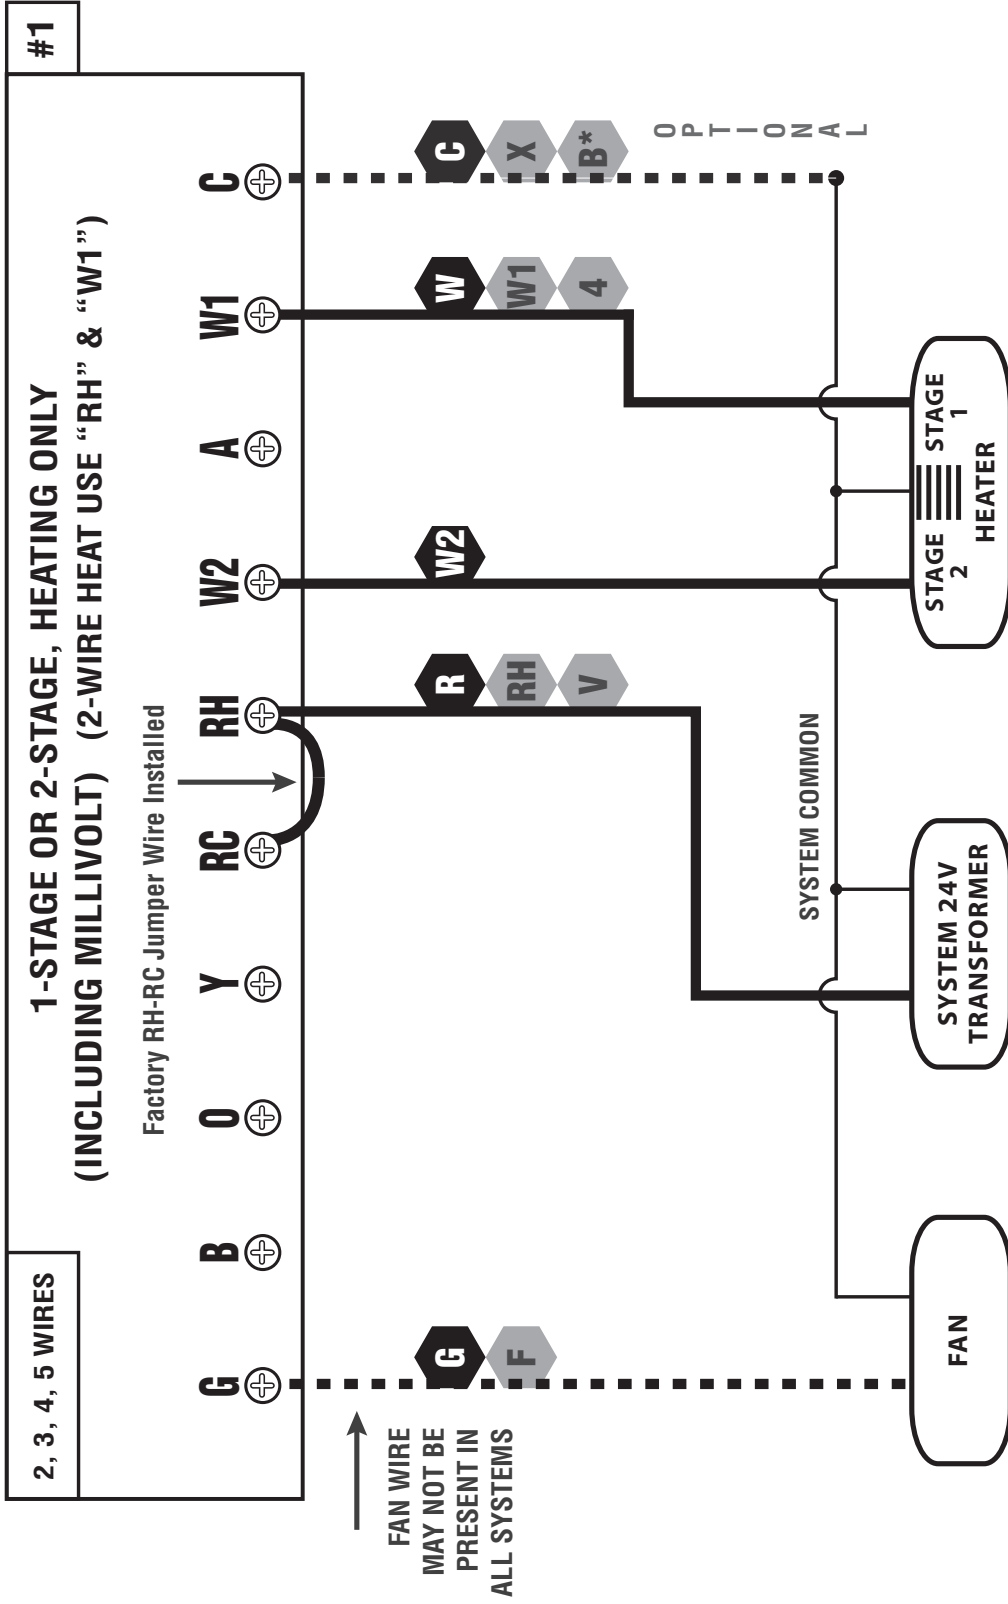 2, 3, 4, 5 WIRES
1-STAGE OR 2-STAGE, HEATING ONLY
(INCLUDING MILLIVOLT) (2-WIRE HEAT USE “RH” & “W1”)
#1
Factory RH-RC Jumper Wire Installed
G B O Y RC RH W2 A W1 C
FAN WIRE
MAY NOT BE
PRESENT IN
ALL SYSTEMS
G
F
R
RH
V
W2
W
W1
4
C
X
B*
OPTIONAL
SYSTEM COMMON
FAN
SYSTEM 24V
TRANSFORMER
STAGE
2
STAGE
1
HEATER